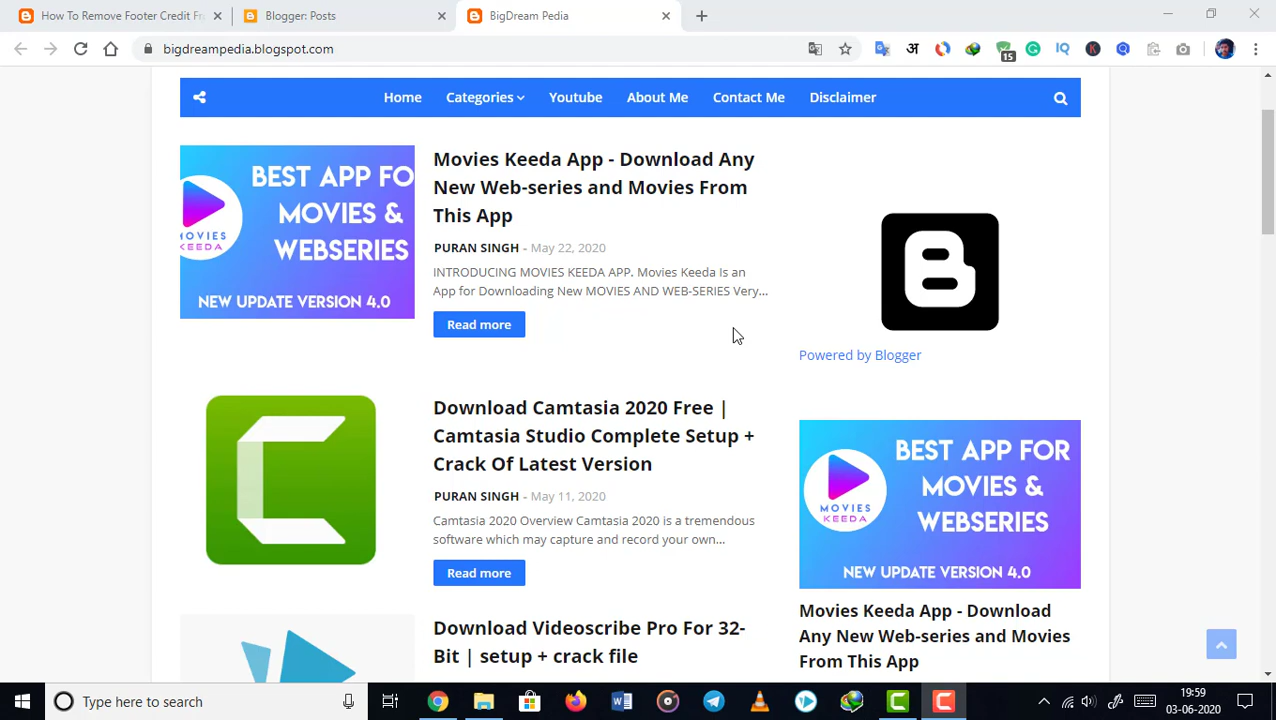 How To Remove Footer Credit Fr
Blogger: Posts
BigDream Pedia
bigdreampedia.blogspot.com
अ
IQ
K
15
Home Categories Youtube About Me Contact Me Disclaimer
BEST APP FO
MOVIES &
WEBSERIES
MOVIES
KEEDA
NEW UPDATE VERSION 4.0
Movies Keeda App - Download Any
New Web-series and Movies From
This App
PURAN SINGH - May 22, 2020
INTRODUCING MOVIES KEEDA APP. Movies Keeda Is an
App for Downloading New MOVIES AND WEB-SERIES Very...
Read more
Powered by Blogger
Download Camtasia 2020 Free |
Camtasia Studio Complete Setup +
Crack Of Latest Version
PURAN SINGH - May 11, 2020
Camtasia 2020 Overview Camtasia 2020 is a tremendous
software which may capture and record your own...
Read more
BEST APP FOR
MOVIES &
WEBSERIES
MOVIES
KEEDA
NEW UPDATE VERSION 4.0
Movies Keeda App - Download
Any New Web-series and Movies
From This App
Download Videoscribe Pro For 32-
Bit | setup + crack file
Type here to search
19:59
03-06-2020